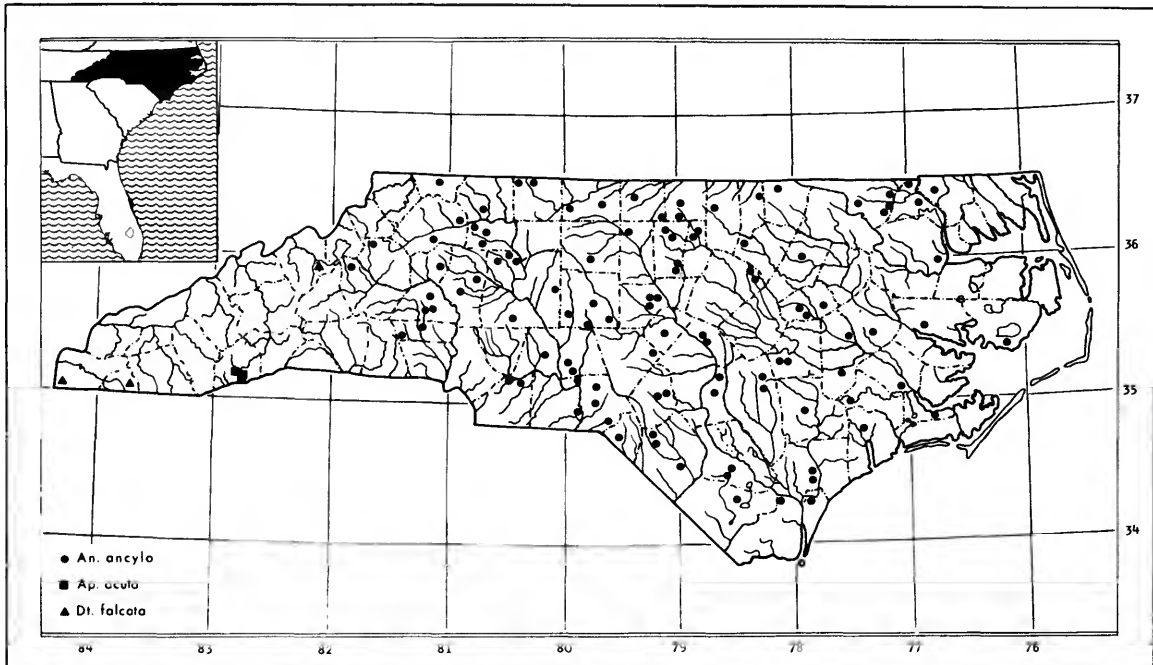 37
36
35
34
● An. ancylo
■ Ap. acuta
▲ Dt. falcata
84 83 82 81 80 79 78 77 76